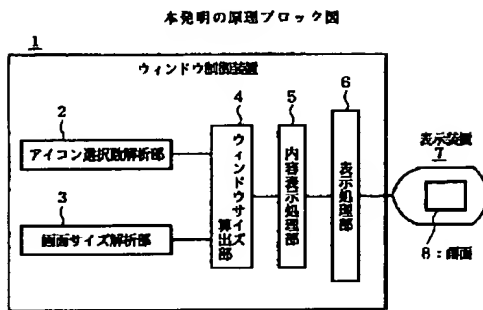 本発明の原理ブロック図
1
ウィンドウ制御装置
2
アイコン選択数解析部
3
画面サイズ解析部
4
ウィンドウサイズ算出部
5
内容表示処理部
6
表示処理部
表示装置
7
8:画面